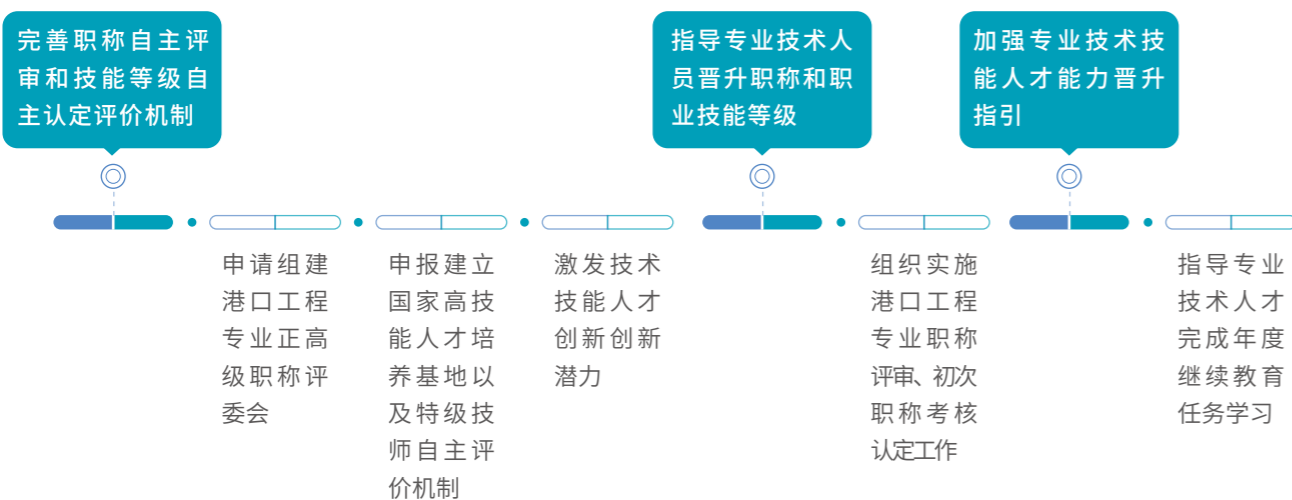 完善职称自主评
审和技能等级自
主认定评价机制
指导专业技术人
员晋升职称和职
业技能等级
加强专业技术技
能人才能力晋升
指引
申请组建
港口工程
专业正高
级职称评
委会
申报建立
国家高技
能人才培
养基地以
及特级技
师自主评
价机制
激发技术
技能人才
创新创新
潜力
组织实施
港口工程
专业职称
评审、初次
职称考核
认定工作
指导专业
技术人才
完成年度
继续教育
任务学习